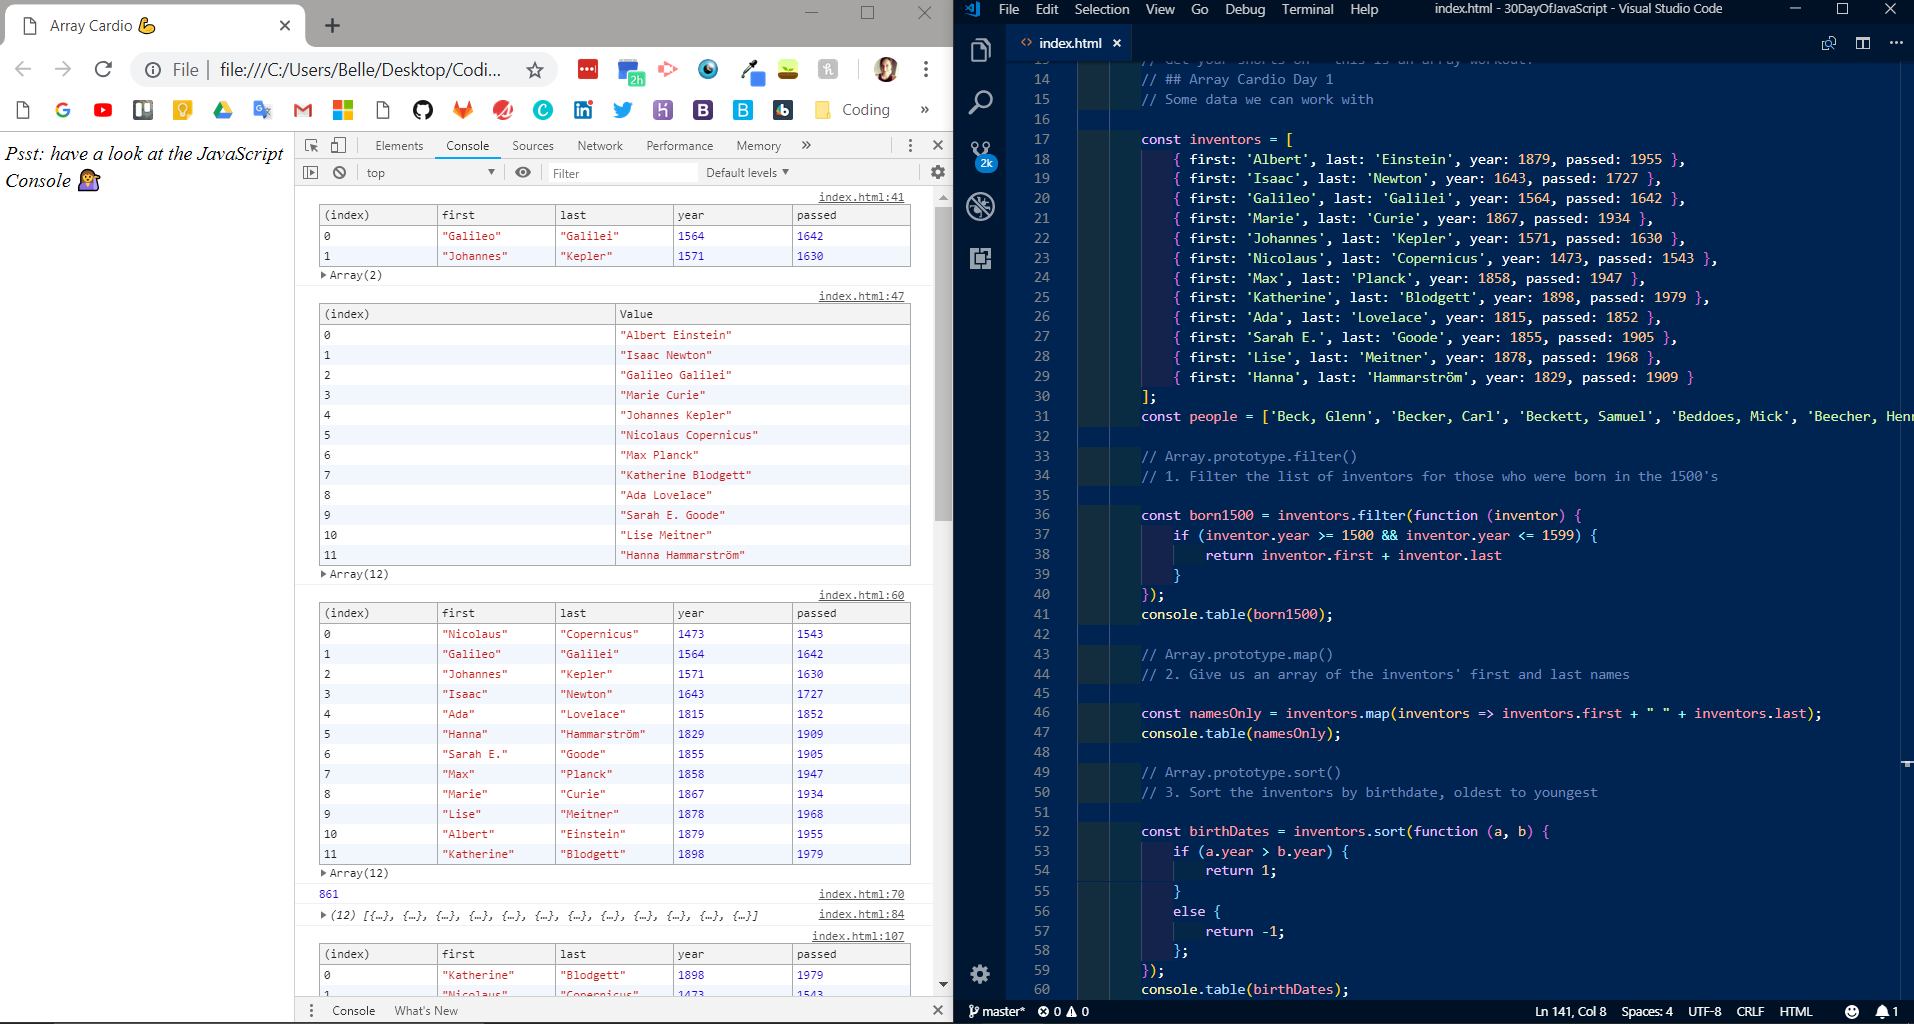 Array Cardio 💪
File
file:///C:/Users/Belle/Desktop/Codi...
2h
Coding
»
Psst: have a look at the JavaScript
Console 🤷
Elements Console Sources Network Performance Memory »
top Filter Default levels
index.html:41
(index) first last year passed
0 "Galileo" "Galilei" 1564 1642
1 "Johannes" "Kepler" 1571 1630
Array(2)
index.html:47
(index) Value
0 "Albert Einstein"
1 "Isaac Newton"
2 "Galileo Galilei"
3 "Marie Curie"
4 "Johannes Kepler"
5 "Nicolaus Copernicus"
6 "Max Planck"
7 "Katherine Blodgett"
8 "Ada Lovelace"
9 "Sarah E. Goode"
10 "Lise Meitner"
11 "Hanna Hammarström"
Array(12)
index.html:60
(index) first last year passed
0 "Nicolaus" "Copernicus" 1473 1543
1 "Galileo" "Galilei" 1564 1642
2 "Johannes" "Kepler" 1571 1630
3 "Isaac" "Newton" 1643 1727
4 "Ada" "Lovelace" 1815 1852
5 "Hanna" "Hammarström" 1829 1909
6 "Sarah E." "Goode" 1855 1905
7 "Max" "Planck" 1858 1947
8 "Marie" "Curie" 1867 1934
9 "Lise" "Meitner" 1878 1968
10 "Albert" "Einstein" 1879 1955
11 "Katherine" "Blodgett" 1898 1979
Array(12)
861 index.html:70
(12) [{…}, {…}, {…}, {…}, {…}, {…}, {…}, {…}, {…}, {…}, {…}, {…}] index.html:84
index.html:107
(index) first last year passed
0 "Katherine" "Blodgett" 1898 1979
1 "Nicolaus" "Copernicus" 1473 1543
Console What's New
File Edit Selection View Go Debug Terminal Help index.html - 30DayOfJavaScript - Visual Studio Code
<> index.html
2k
13 // Get your shorts on - this is an array workout!
14 // ## Array Cardio Day 1
15 // Some data we can work with
16
17 const inventors = [
18 { first: 'Albert', last: 'Einstein', year: 1879, passed: 1955 },
19 { first: 'Isaac', last: 'Newton', year: 1643, passed: 1727 },
20 { first: 'Galileo', last: 'Galilei', year: 1564, passed: 1642 },
21 { first: 'Marie', last: 'Curie', year: 1867, passed: 1934 },
22 { first: 'Johannes', last: 'Kepler', year: 1571, passed: 1630 },
23 { first: 'Nicolaus', last: 'Copernicus', year: 1473, passed: 1543 },
24 { first: 'Max', last: 'Planck', year: 1858, passed: 1947 },
25 { first: 'Katherine', last: 'Blodgett', year: 1898, passed: 1979 },
26 { first: 'Ada', last: 'Lovelace', year: 1815, passed: 1852 },
27 { first: 'Sarah E.', last: 'Goode', year: 1855, passed: 1905 },
28 { first: 'Lise', last: 'Meitner', year: 1878, passed: 1968 },
29 { first: 'Hanna', last: 'Hammarström', year: 1829, passed: 1909 }
30 ];
31 const people = ['Beck, Glenn', 'Becker, Carl', 'Beckett, Samuel', 'Beddoes, Mick', 'Beecher, Henr
32
33 // Array.prototype.filter()
34 // 1. Filter the list of inventors for those who were born in the 1500's
35
36 const born1500 = inventors.filter(function (inventor) {
37 if (inventor.year >= 1500 && inventor.year <= 1599) {
38 return inventor.first + inventor.last
39 }
40 });
41 console.table(born1500);
42
43 // Array.prototype.map()
44 // 2. Give us an array of the inventors' first and last names
45
46 const namesOnly = inventors.map(inventors => inventors.first + " " + inventors.last);
47 console.table(namesOnly);
48
49 // Array.prototype.sort()
50 // 3. Sort the inventors by birthdate, oldest to youngest
51
52 const birthDates = inventors.sort(function (a, b) {
53 if (a.year > b.year) {
54 return 1;
55 }
56 else {
57 return -1;
58 };
59 });
60 console.table(birthDates);
master* 0 0 Ln 141, Col 8 Spaces: 4 UTF-8 CRLF HTML 1